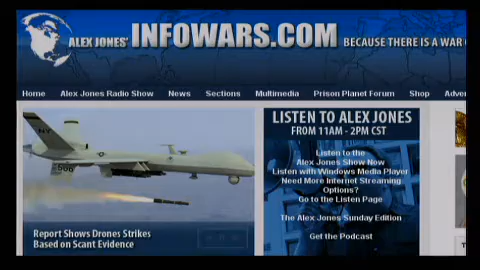 ALEX JONES' INFOWARS.COM BECAUSE THERE IS A WAR
Home Alex Jones Radio Show News Sections Multimedia Prison Planet Forum Shop
LISTEN TO ALEX JONES
FROM 11AM - 2PM CST
Listen to the
Alex Jones Show Now
Listen with Windows Media Player
Need More Internet Streaming
Options?
Go to the Listen Page
The Alex Jones Sunday Edition
Get the Podcast
Report Shows Drones Strikes
Based on Scant Evidence